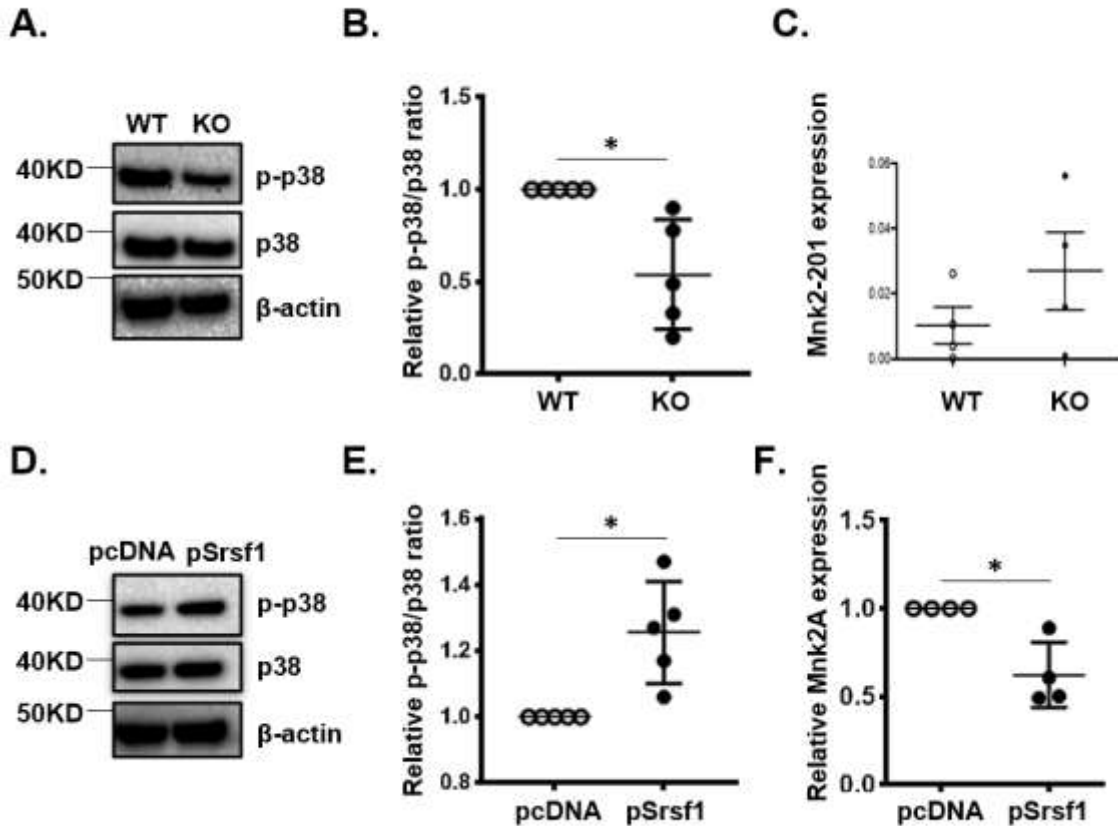 A.
WT KO
40KD p-p38
40KD p38
50KD β-actin
B.
Relative p-p38/p38 ratio
1.5
*
1.0
0.5
0.0
WT KO
C.
Mnk2-201 expression
0.06
0.04
0.02
0.00
WT KO
D.
pcDNA pSrsf1
40KD p-p38
40KD p38
50KD β-actin
E.
Relative p-p38/p38 ratio
1.6
*
1.4
1.2
1.0
0.8
pcDNA pSrsf1
F.
Relative Mnk2A expression
1.5
*
1.0
0.5
0.0
pcDNA pSrsf1